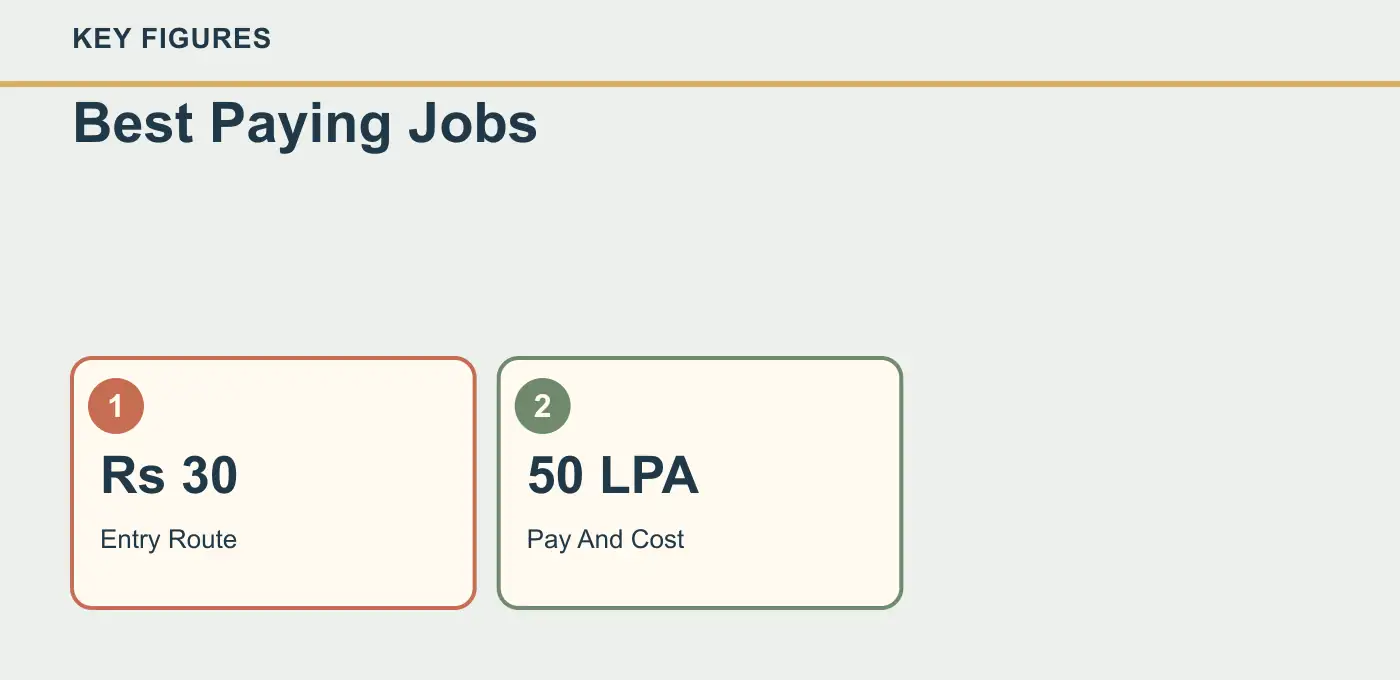 KEY FIGURES
Best Paying Jobs
1
Rs 30
Entry Route
2
50 LPA
Pay And Cost